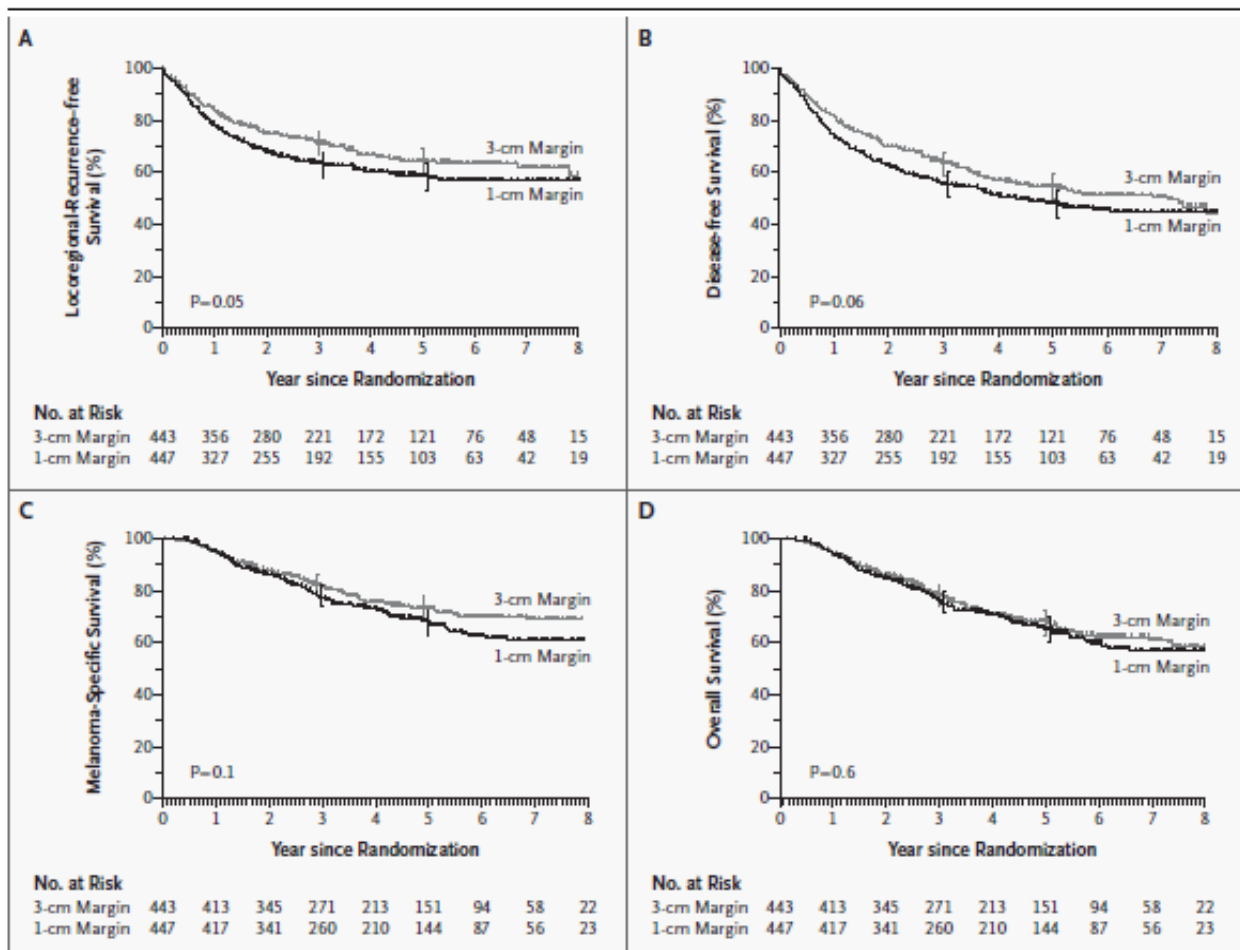 A
Locoregional-Recurrence-free
Survival (%)
100
80
60
40
20
0
3-cm Margin
1-cm Margin
P=0.05
0 1 2 3 4 5 6 7 8
Year since Randomization
No. at Risk
3-cm Margin 443 356 280 221 172 121 76 48 15
1-cm Margin 447 327 255 192 155 103 63 42 19
B
Disease-free Survival (%)
100
80
60
40
20
0
3-cm Margin
1-cm Margin
P=0.06
0 1 2 3 4 5 6 7 8
Year since Randomization
No. at Risk
3-cm Margin 443 356 280 221 172 121 76 48 15
1-cm Margin 447 327 255 192 155 103 63 42 19
C
Melanoma-Specific Survival (%)
100
80
60
40
20
0
3-cm Margin
1-cm Margin
P=0.1
0 1 2 3 4 5 6 7 8
Year since Randomization
No. at Risk
3-cm Margin 443 413 345 271 213 151 94 58 22
1-cm Margin 447 417 341 260 210 144 87 56 23
D
Overall Survival (%)
100
80
60
40
20
0
3-cm Margin
1-cm Margin
P=0.6
0 1 2 3 4 5 6 7 8
Year since Randomization
No. at Risk
3-cm Margin 443 413 345 271 213 151 94 58 22
1-cm Margin 447 417 341 260 210 144 87 56 23